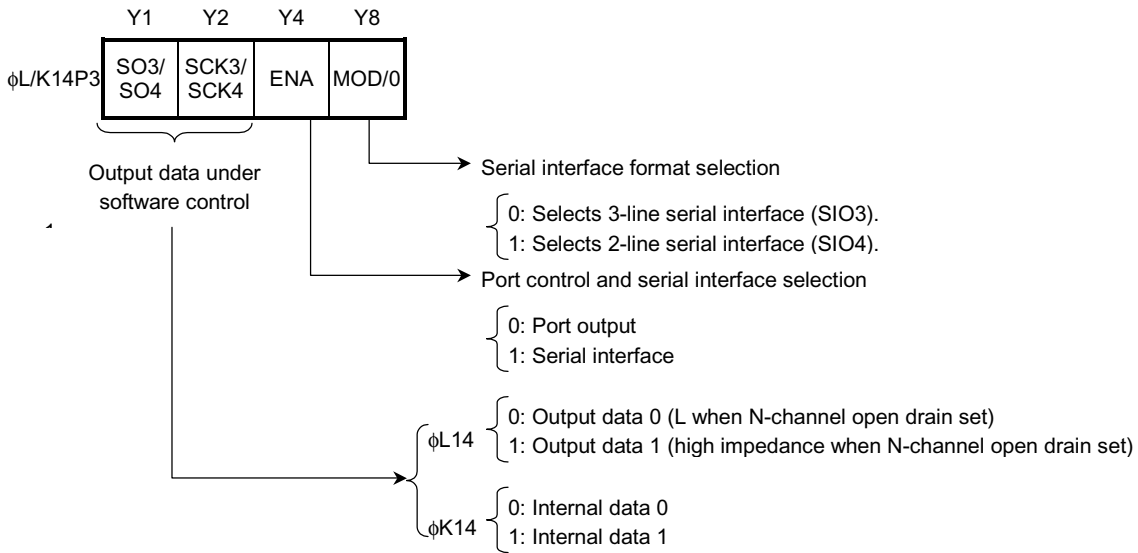 Y1 Y2 Y4 Y8
ϕL/K14P3
SO3/
SO4
SCK3/
SCK4
ENA
MOD/0
Output data under
software control
Serial interface format selection
0: Selects 3-line serial interface (SIO3).
1: Selects 2-line serial interface (SIO4).
Port control and serial interface selection
0: Port output
1: Serial interface
ϕL14
0: Output data 0 (L when N-channel open drain set)
1: Output data 1 (high impedance when N-channel open drain set)
ϕK14
0: Internal data 0
1: Internal data 1